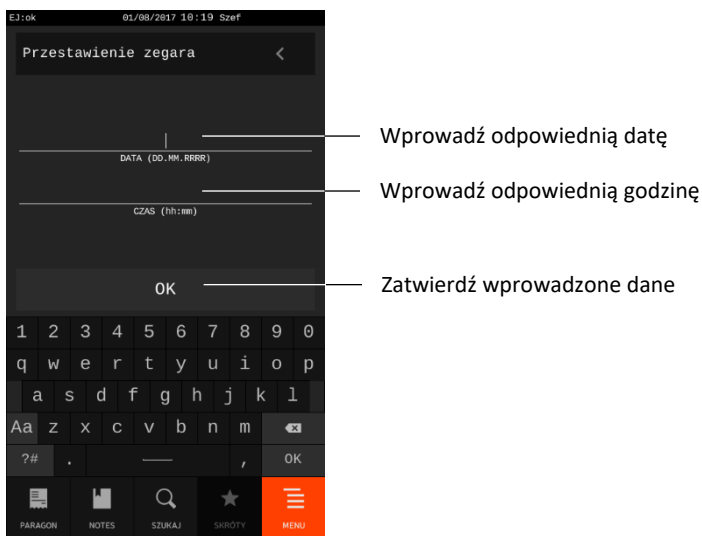 EJ:ok 01/08/2017 10:19 Szef
Przestawienie zegara <
Wprowadź odpowiednią datę
DATA (DD.MM.RRRR)
Wprowadź odpowiednią godzinę
CZAS (hh:mm)
OK
Zatwierdź wprowadzone dane
1 2 3 4 5 6 7 8 9 0
q w e r t y u i o p
a s d f g h j k l
Aa z x c v b n m
?# . , OK
PARAGON NOTES SZUKAJ SKRÓTY MENU